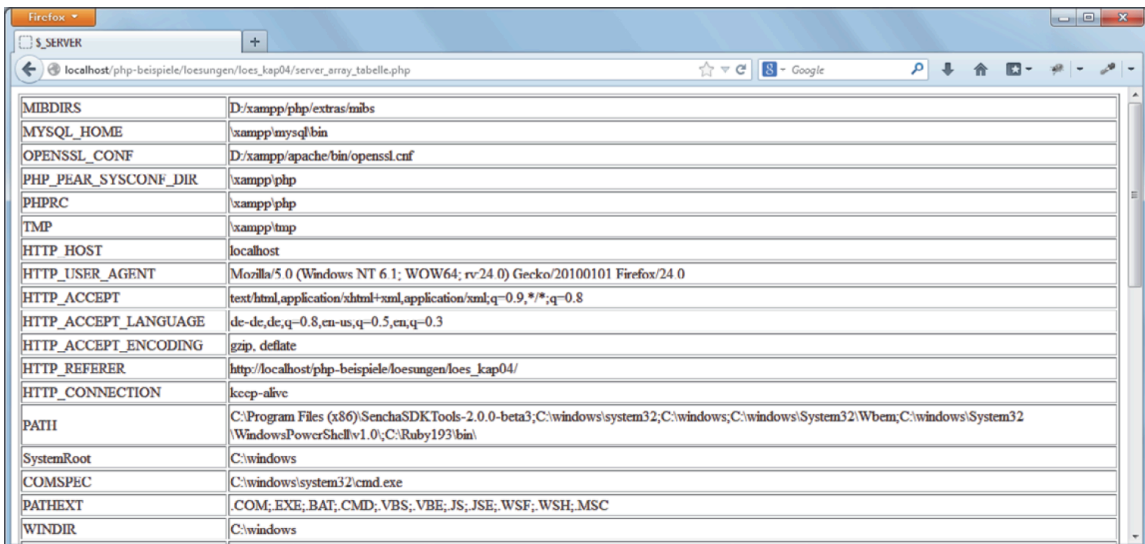 Firefox
$_SERVER
localhost/php-beispiele/loesungen/loes_kap04/server_array_tabelle.php
8 - Google
MIBDIRS D:/xampp/php/extras/mibs
MYSQL_HOME \xampp\mysql\bin
OPENSSL_CONF D:/xampp/apache/bin/openssl.cnf
PHP_PEAR_SYSCONF_DIR \xampp\php
PHPRC \xampp\php
TMP \xampp\tmp
HTTP_HOST localhost
HTTP_USER_AGENT Mozilla/5.0 (Windows NT 6.1; WOW64; rv:24.0) Gecko/20100101 Firefox/24.0
HTTP_ACCEPT text/html,application/xhtml+xml,application/xml;q=0.9,*/*;q=0.8
HTTP_ACCEPT_LANGUAGE de-de,de;q=0.8,en-us;q=0.5,en;q=0.3
HTTP_ACCEPT_ENCODING gzip, deflate
HTTP_REFERER http://localhost/php-beispiele/loesungen/loes_kap04/
HTTP_CONNECTION keep-alive
PATH C:\Program Files (x86)\SenchaSDKTools-2.0.0-beta3;C:\windows\system32;C:\windows;C:\windows\System32\Wbem;C:\windows\System32
\WindowsPowerShell\v1.0\;C:\Ruby193\bin\
SystemRoot C:\windows
COMSPEC C:\windows\system32\cmd.exe
PATHEXT .COM;.EXE;.BAT;.CMD;.VBS;.VBE;.JS;.JSE;.WSF;.WSH;.MSC
WINDIR C:\windows